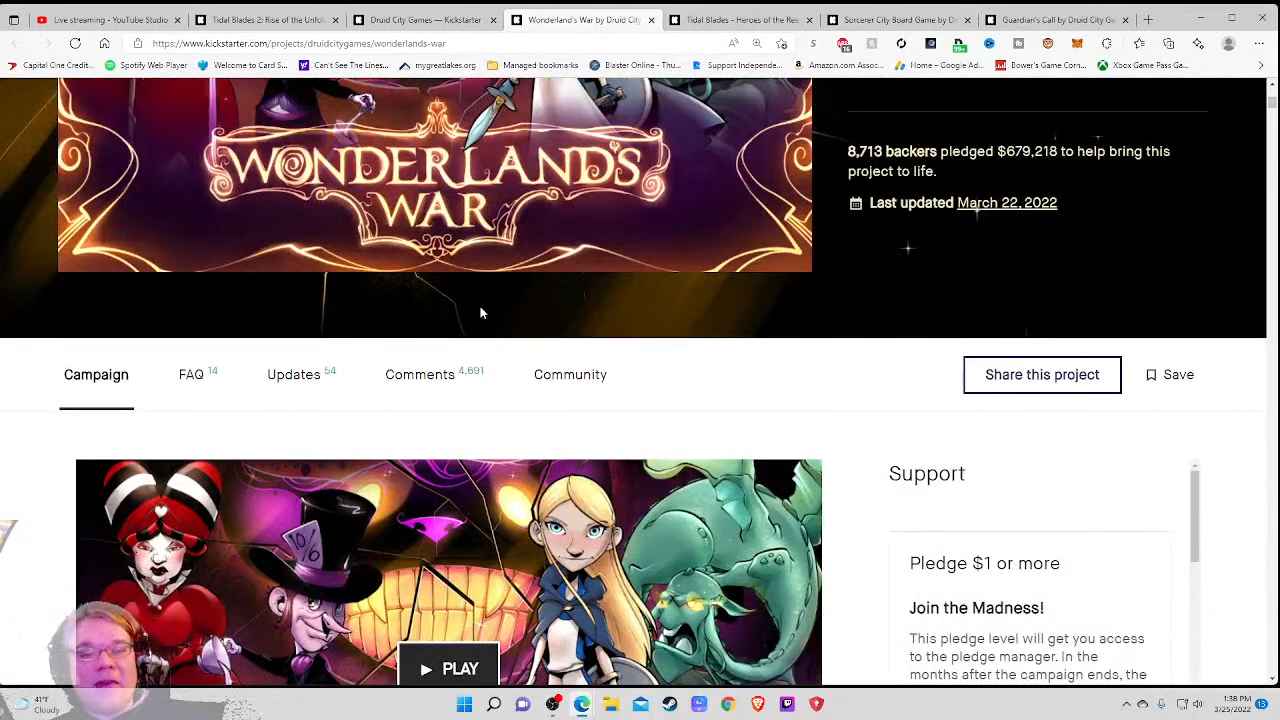 Live streaming - YouTube Studio
Tidal Blades 2: Rise of the Unfol
Druid City Games — Kickstarter
Wonderland's War by Druid City
Tidal Blades - Heroes of the Re
Sorcerer City Board Game by D
Guardian's Call by Druid City Ga
https://www.kickstarter.com/projects/druidcitygames/wonderlands-war
Capital One Credit...
Spotify Web Player
Welcome to Card S...
Can't See The Lines...
mygreatlakes.org
Managed bookmarks
Blaster Online - Thu...
Support Independe...
Amazon.com Assoc...
Home – Google Ad...
Bower's Game Corn...
Xbox Game Pass Ga...
WONDERLAND'S
WAR
8,713 backers pledged $679,218 to help bring this
project to life.
Last updated March 22, 2022
Campaign
FAQ 14
Updates 54
Comments 4,691
Community
Share this project
Save
10/6
PLAY
Support
Pledge $1 or more
Join the Madness!
This pledge level will get you access
to the pledge manager. In the
months after the campaign ends, the
41°F
Cloudy
1:38 PM
3/25/2022